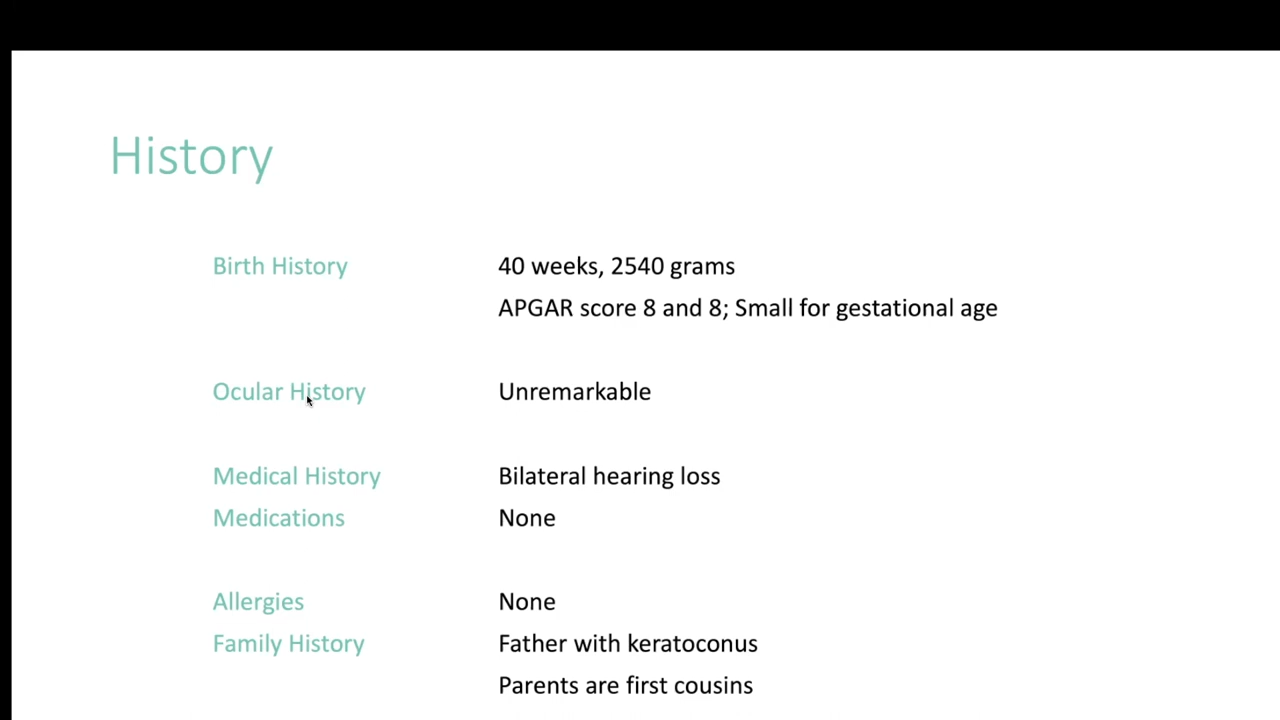 History
Birth History 40 weeks, 2540 grams
APGAR score 8 and 8; Small for gestational age
Ocular History Unremarkable
Medical History Bilateral hearing loss
Medications None
Allergies None
Family History Father with keratoconus
Parents are first cousins